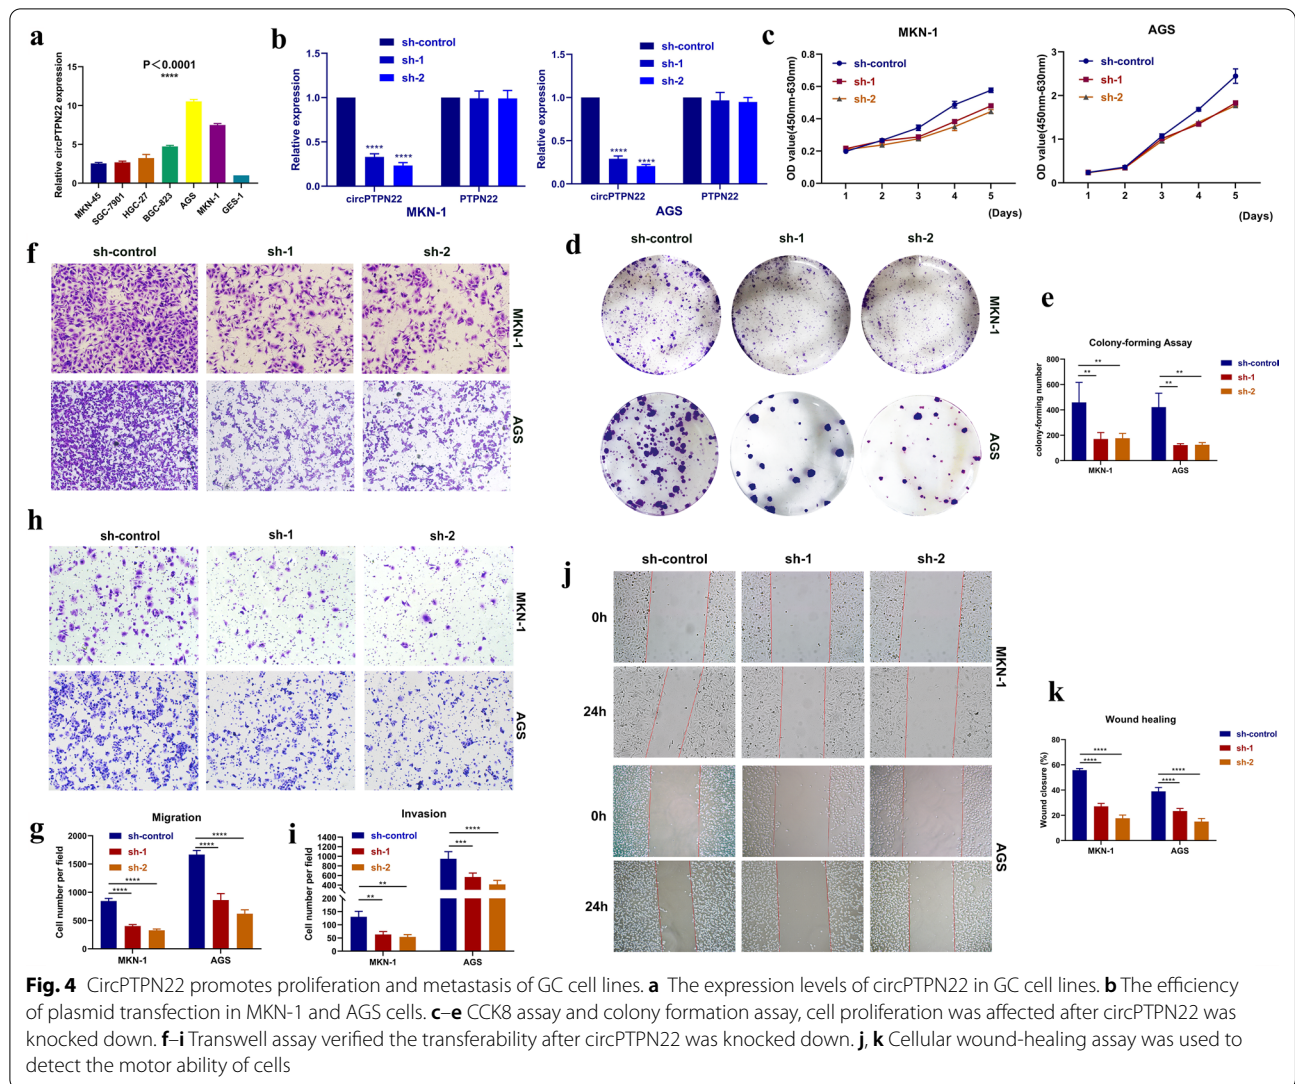 a
Relative circPTPN22 expression
P＜0.0001
****
15
10
5
0
MKN-45
SGC-7901
HGC-27
BGC-823
AGS
MKN-1
GES-1
b
Relative expression
1.5
1.0
0.5
0.0
sh-control
sh-1
sh-2
****
****
circPTPN22
PTPN22
MKN-1
Relative expression
1.5
1.0
0.5
0.0
sh-control
sh-1
sh-2
****
****
circPTPN22
PTPN22
AGS
c
MKN-1
OD value(450nm-630nm)
0.8
0.6
0.4
0.2
0.0
sh-control
sh-1
sh-2
1 2 3 4 5
(Days)
AGS
OD value(450nm-630nm)
3
2
1
0
sh-control
sh-1
sh-2
1 2 3 4 5
(Days)
f
sh-control sh-1 sh-2
MKN-1
AGS
d
sh-control sh-1 sh-2
MKN-1
AGS
e
Colony-forming Assay
colony-forming number
800
600
400
200
0
** **
** **
sh-control
sh-1
sh-2
MKN-1 AGS
h
sh-control sh-1 sh-2
MKN-1
AGS
j
sh-control sh-1 sh-2
0h
24h
MKN-1
0h
24h
AGS
k
Wound healing
Wound closure (%)
80
60
40
20
0
**** ****
**** ****
sh-control
sh-1
sh-2
MKN-1 AGS
g
Migration
Cell number per field
2000
1500
1000
500
0
sh-control
sh-1
sh-2
**** ****
**** ****
MKN-1 AGS
i
Invasion
Cell number per field
1400
1200
1000
800
600
400
200
150
100
50
0
sh-control
sh-1
sh-2
** ****
** ***
MKN-1 AGS
Fig. 4 CircPTPN22 promotes proliferation and metastasis of GC cell lines. a The expression levels of circPTPN22 in GC cell lines. b The efficiency
of plasmid transfection in MKN-1 and AGS cells. c–e CCK8 assay and colony formation assay, cell proliferation was affected after circPTPN22 was
knocked down. f–i Transwell assay verified the transferability after circPTPN22 was knocked down. j, k Cellular wound-healing assay was used to
detect the motor ability of cells